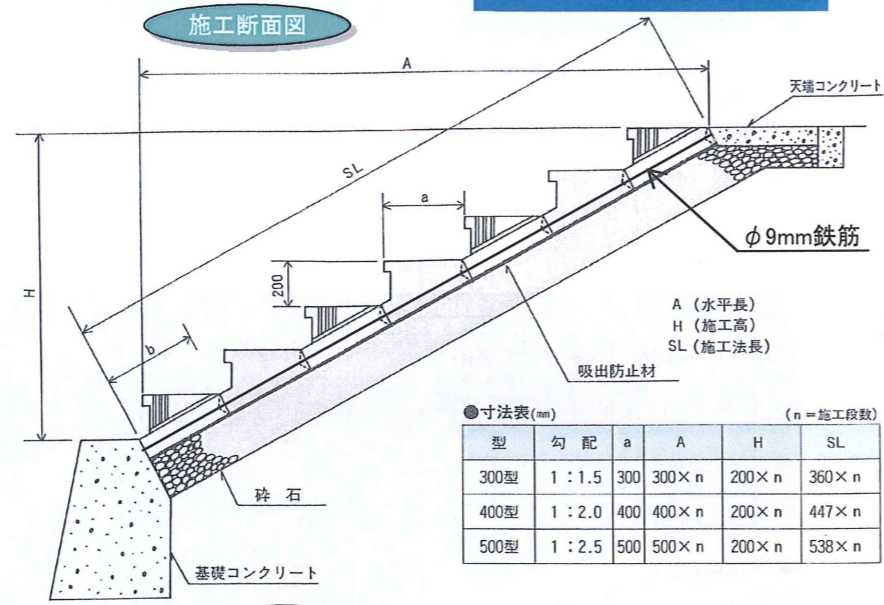 施工断面図
A
天端コンクリート
SL
a
φ9mm鉄筋
H
200
A (水平長)
H (施工高)
SL (施工法長)
b
吸出防止材
●寸法表(㎜) (n=施工段数)
型 勾配 a A H SL
300型 1:1.5 300 300×n 200×n 360×n
400型 1:2.0 400 400×n 200×n 447×n
500型 1:2.5 500 500×n 200×n 538×n
砕石
基礎コンクリート